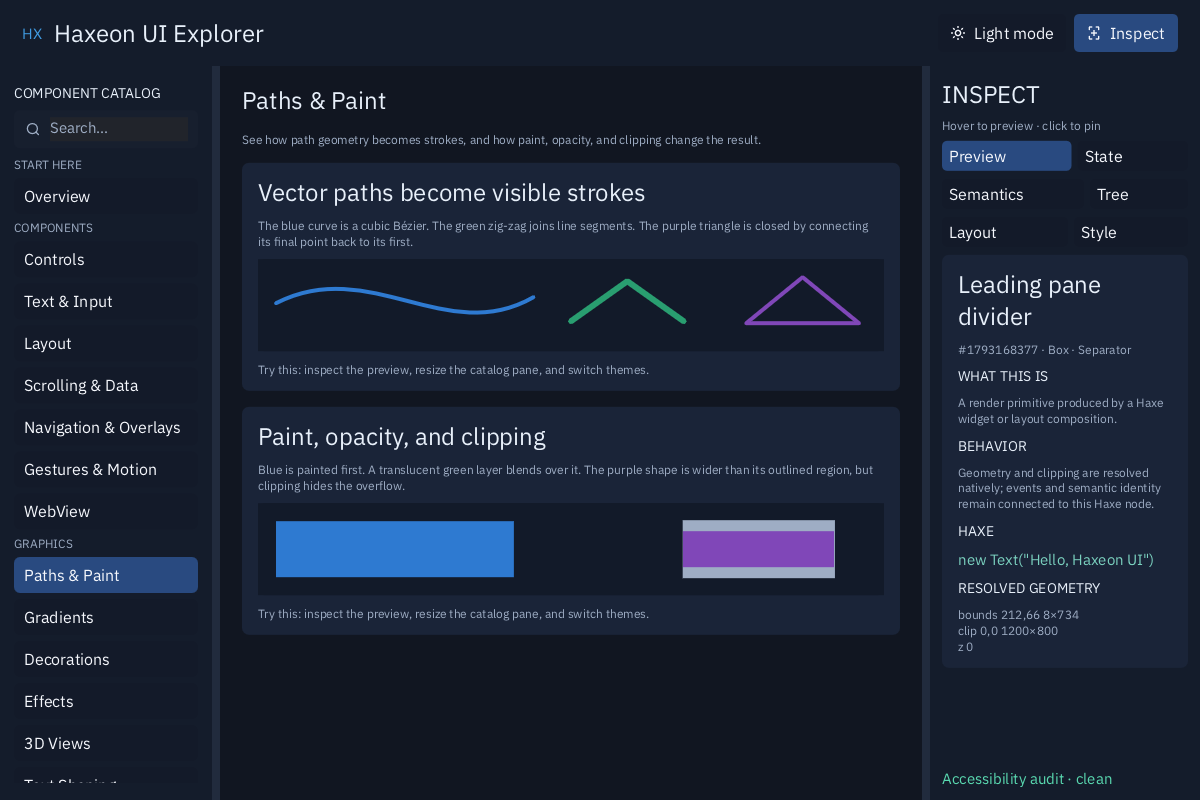 HX Haxeon UI Explorer
Light mode
Inspect
COMPONENT CATALOG
Search...
START HERE
Overview
COMPONENTS
Controls
Text & Input
Layout
Scrolling & Data
Navigation & Overlays
Gestures & Motion
WebView
GRAPHICS
Paths & Paint
Gradients
Decorations
Effects
3D Views
Text Shaping
Paths & Paint
See how path geometry becomes strokes, and how paint, opacity, and clipping change the result.
Vector paths become visible strokes
The blue curve is a cubic Bézier. The green zig-zag joins line segments. The purple triangle is closed by connecting
its final point back to its first.
Try this: inspect the preview, resize the catalog pane, and switch themes.
Paint, opacity, and clipping
Blue is painted first. A translucent green layer blends over it. The purple shape is wider than its outlined region, but
clipping hides the overflow.
Try this: inspect the preview, resize the catalog pane, and switch themes.
INSPECT
Hover to preview · click to pin
Preview
State
Semantics
Tree
Layout
Style
Leading pane
divider
#1793168377 · Box · Separator
WHAT THIS IS
A render primitive produced by a Haxe
widget or layout composition.
BEHAVIOR
Geometry and clipping are resolved
natively; events and semantic identity
remain connected to this Haxe node.
HAXE
new Text("Hello, Haxeon UI")
RESOLVED GEOMETRY
bounds 212,66 8×734
clip 0,0 1200×800
z 0
Accessibility audit · clean